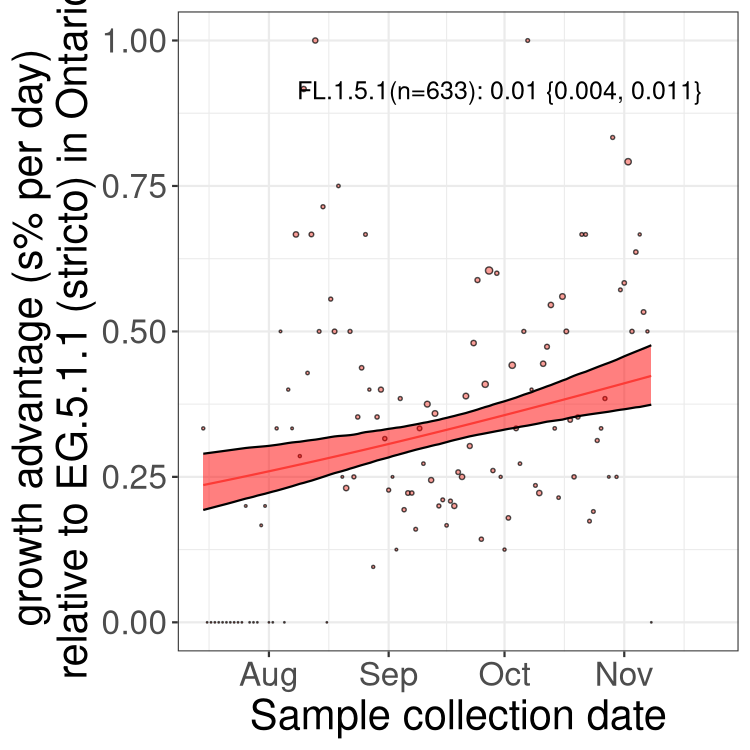 growth advantage (s% per day)
relative to EG.5.1.1 (stricto) in Ontario
1.00
0.75
0.50
0.25
0.00
FL.1.5.1(n=633): 0.01 {0.004, 0.011}
Aug Sep Oct Nov
Sample collection date